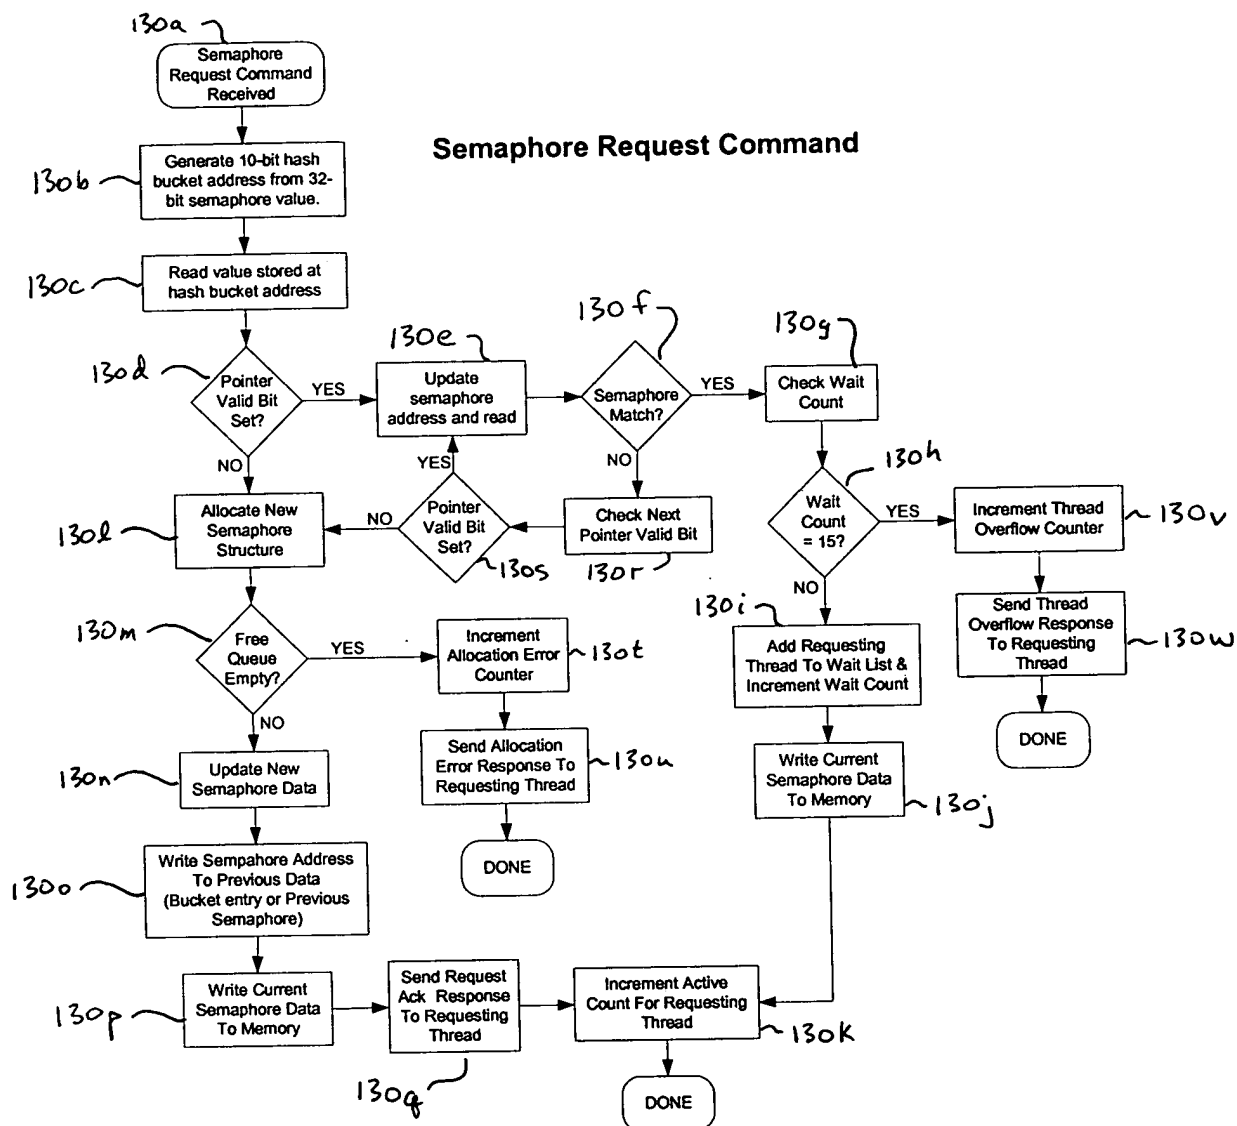 130a
Semaphore
Request Command
Received
Semaphore Request Command
130b
Generate 10-bit hash
bucket address from 32-
bit semaphore value.
130c
Read value stored at
hash bucket address
130d
Pointer
Valid Bit
Set?
YES
NO
130e
Update
semaphore
address and read
130f
Semaphore
Match?
YES
NO
130g
Check Wait
Count
130h
Wait
Count
= 15?
YES
NO
Increment Thread
Overflow Counter
130v
Send Thread
Overflow Response
To Requesting
Thread
130w
DONE
130l
Allocate New
Semaphore
Structure
YES
NO
Pointer
Valid Bit
Set?
130s
Check Next
Pointer Valid Bit
130r
130i
Add Requesting
Thread To Wait List &
Increment Wait Count
130m
Free
Queue
Empty?
YES
NO
Increment
Allocation Error
Counter
130t
Send Allocation
Error Response To
Requesting Thread
130u
DONE
Write Current
Semaphore Data
To Memory
130j
130n
Update New
Semaphore Data
130o
Write Sempahore Address
To Previous Data
(Bucket entry or Previous
Semaphore)
130p
Write Current
Semaphore Data
To Memory
Send Request
Ack Response
To Requesting
Thread
130q
Increment Active
Count For Requesting
Thread
130k
DONE